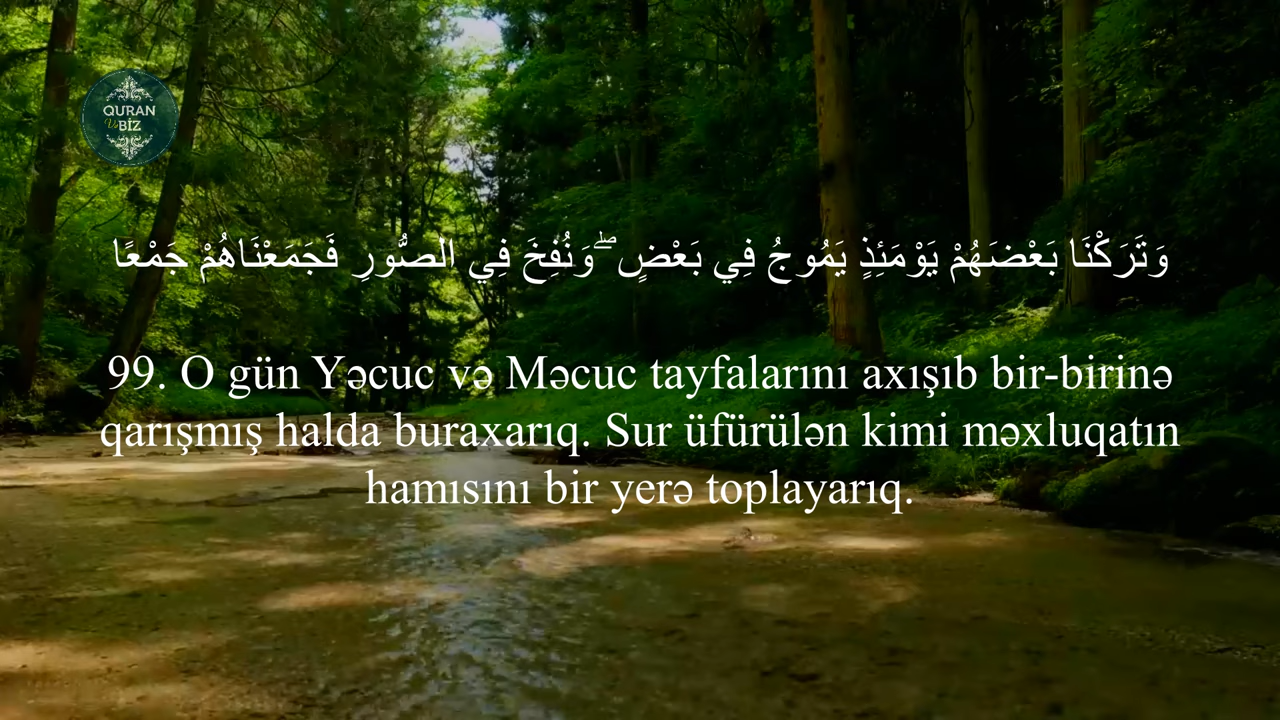 QURAN
Və BİZ
وَتَرَكْنَا بَعْضَهُمْ يَوْمَئِذٍ يَمُوجُ فِي بَعْضٍ ۖ وَنُفِخَ فِي الصُّورِ فَجَمَعْنَاهُمْ جَمْعًا
99. O gün Yəcuc və Məcuc tayfalarını axışıb bir-birinə
qarışmış halda buraxarıq. Sur üfürülən kimi məxluqatın
hamısını bir yerə toplayarıq.